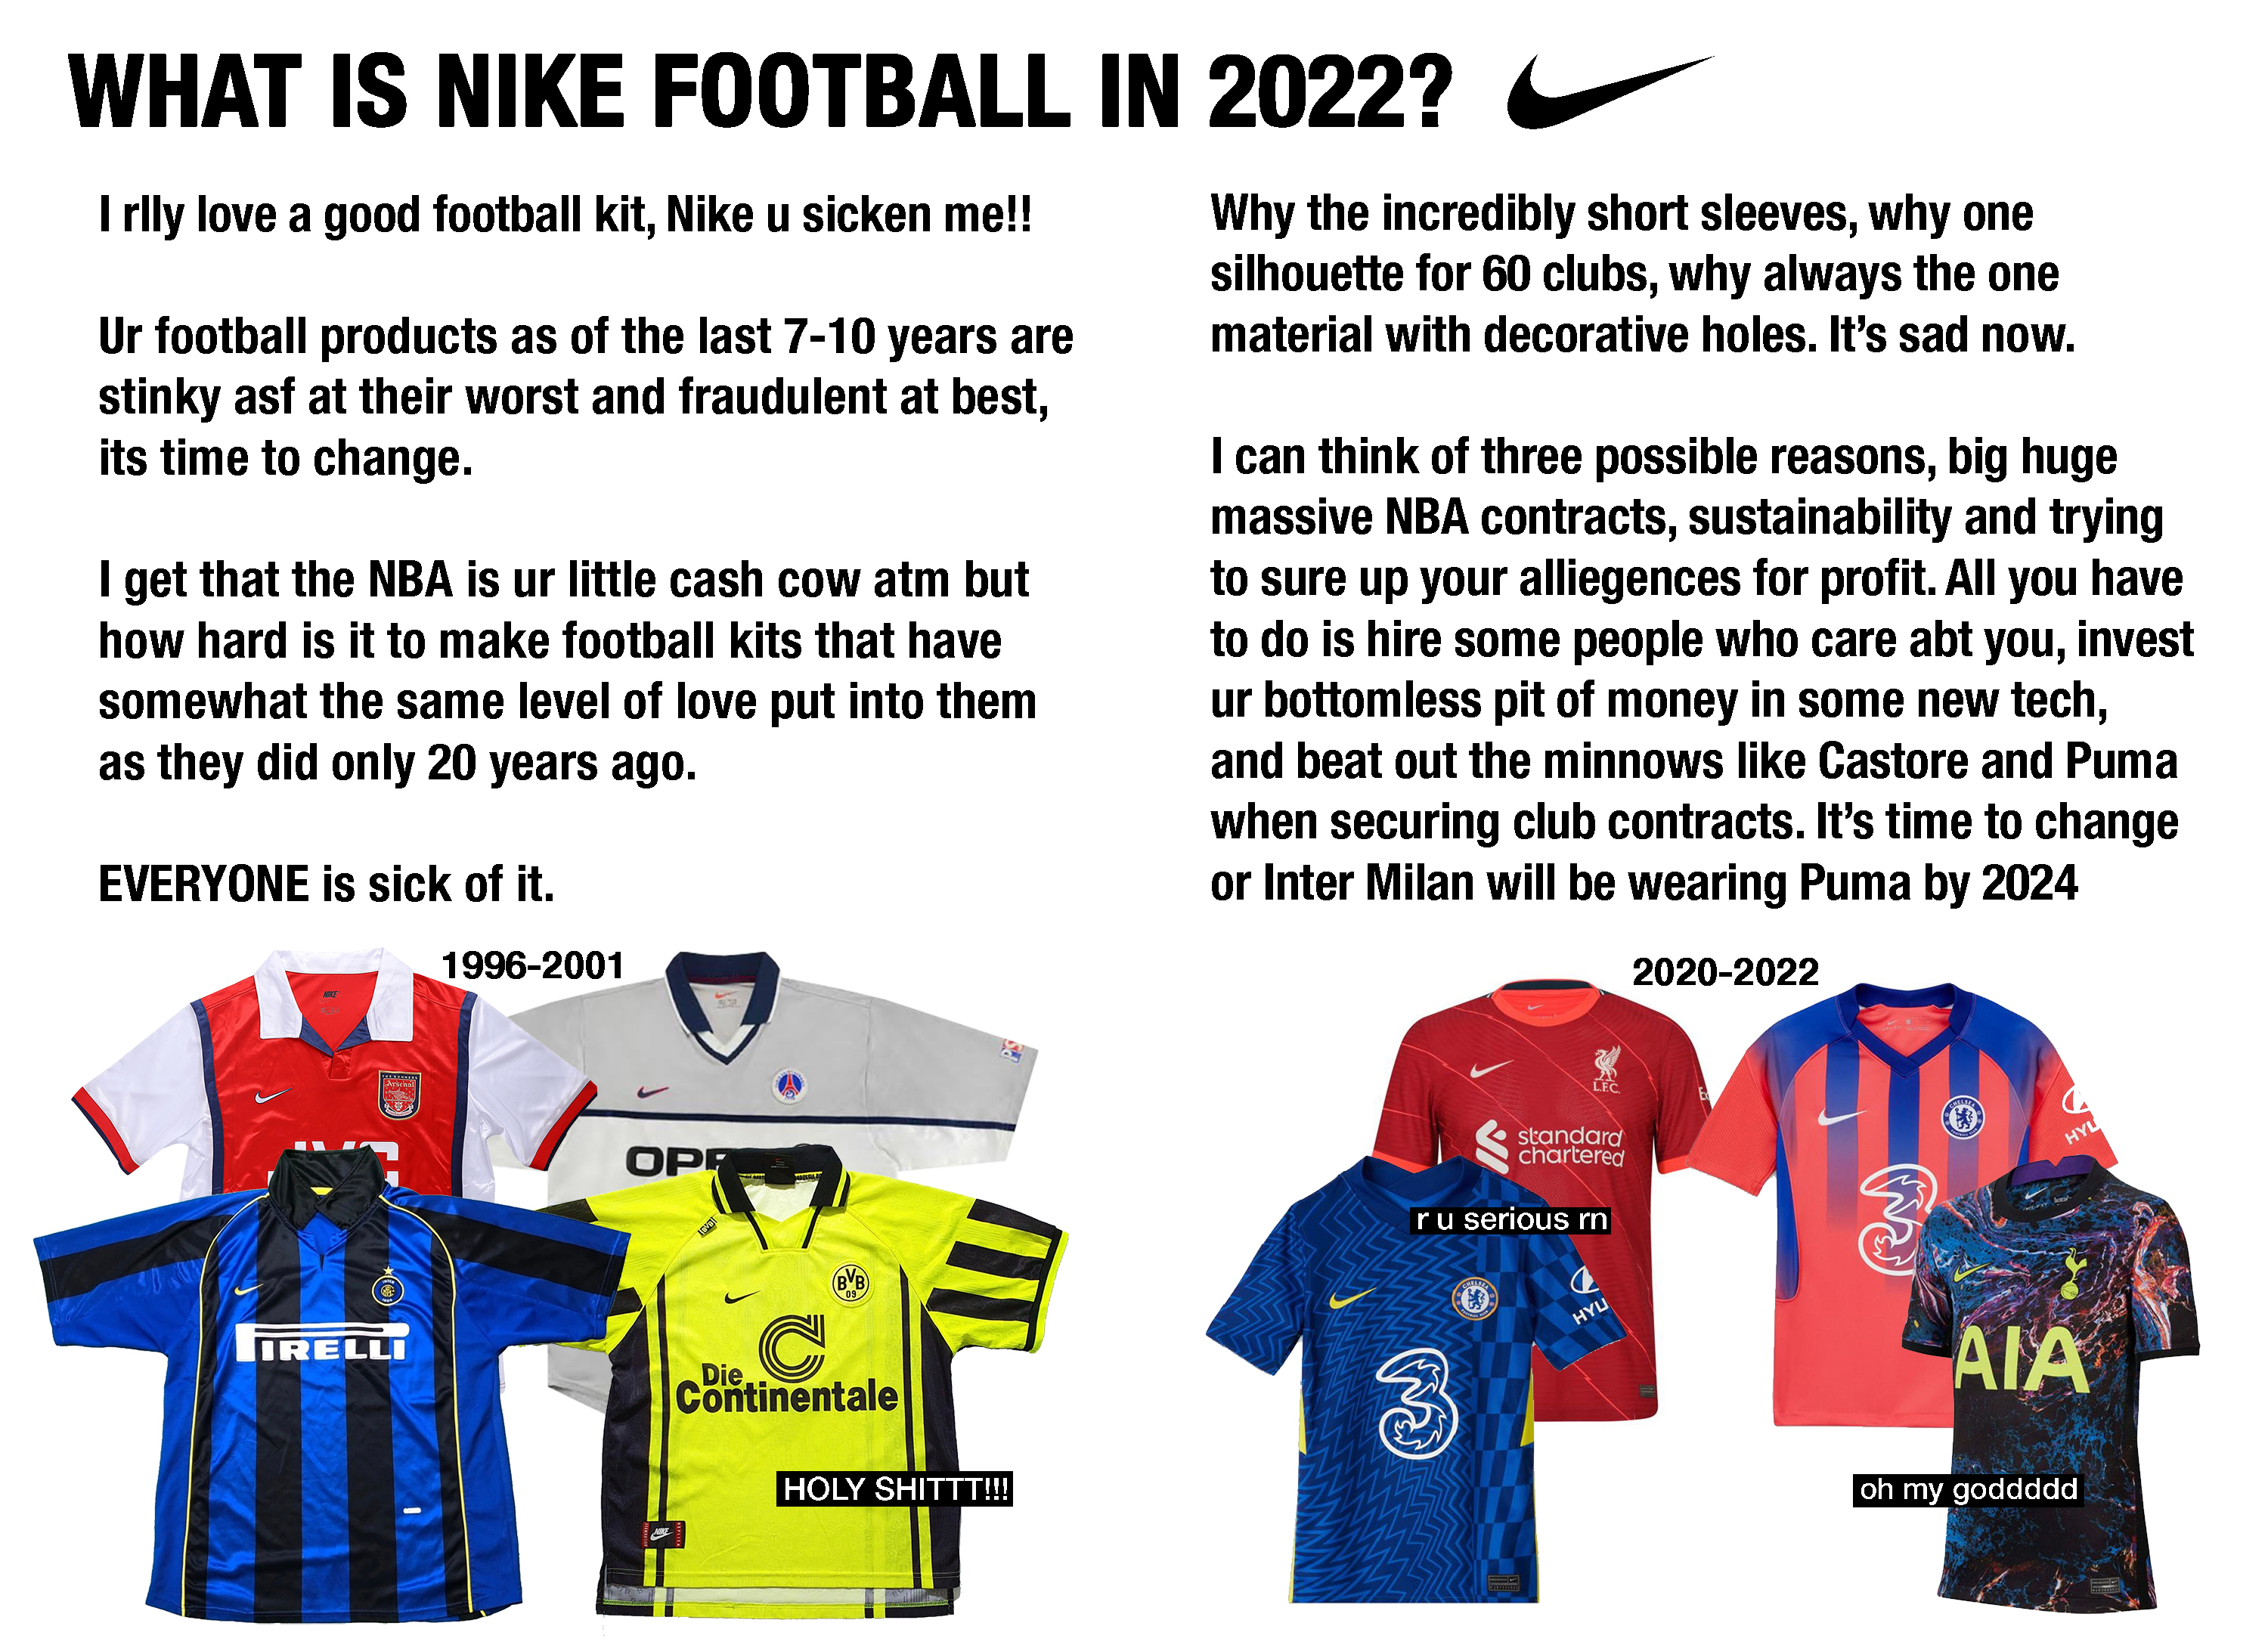 WHAT IS NIKE FOOTBALL IN 2022?
I rlly love a good football kit, Nike u sicken me!!
Ur football products as of the last 7-10 years are
stinky asf at their worst and fraudulent at best,
its time to change.
I get that the NBA is ur little cash cow atm but
how hard is it to make football kits that have
somewhat the same level of love put into them
as they did only 20 years ago.
EVERYONE is sick of it.
Why the incredibly short sleeves, why one
silhouette for 60 clubs, why always the one
material with decorative holes. It's sad now.
I can think of three possible reasons, big huge
massive NBA contracts, sustainability and trying
to sure up your alliegences for profit. All you have
to do is hire some people who care abt you, invest
ur bottomless pit of money in some new tech,
and beat out the minnows like Castore and Puma
when securing club contracts. It's time to change
or Inter Milan will be wearing Puma by 2024
1996-2001
NIKE
Arsenal
JVC
OPE
PIRELLI
BVB
09
Die
Continentale
NIKE
HOLY SHITTT!!!
2020-2022
L.F.C.
standard
chartered
CHELSEA
HYU
3
r u serious rn
CHELSEA
HYU
3
AIA
oh my goddddd